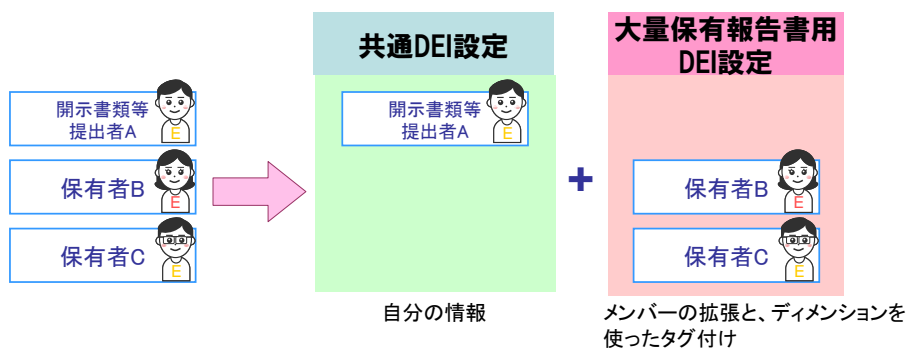 共通DEI設定
大量保有報告書用
DEI設定
開示書類等
提出者A
E
保有者B
E
保有者C
E
開示書類等
提出者A
E
+
保有者B
E
保有者C
E
自分の情報
メンバーの拡張と、ディメンションを
使ったタグ付け